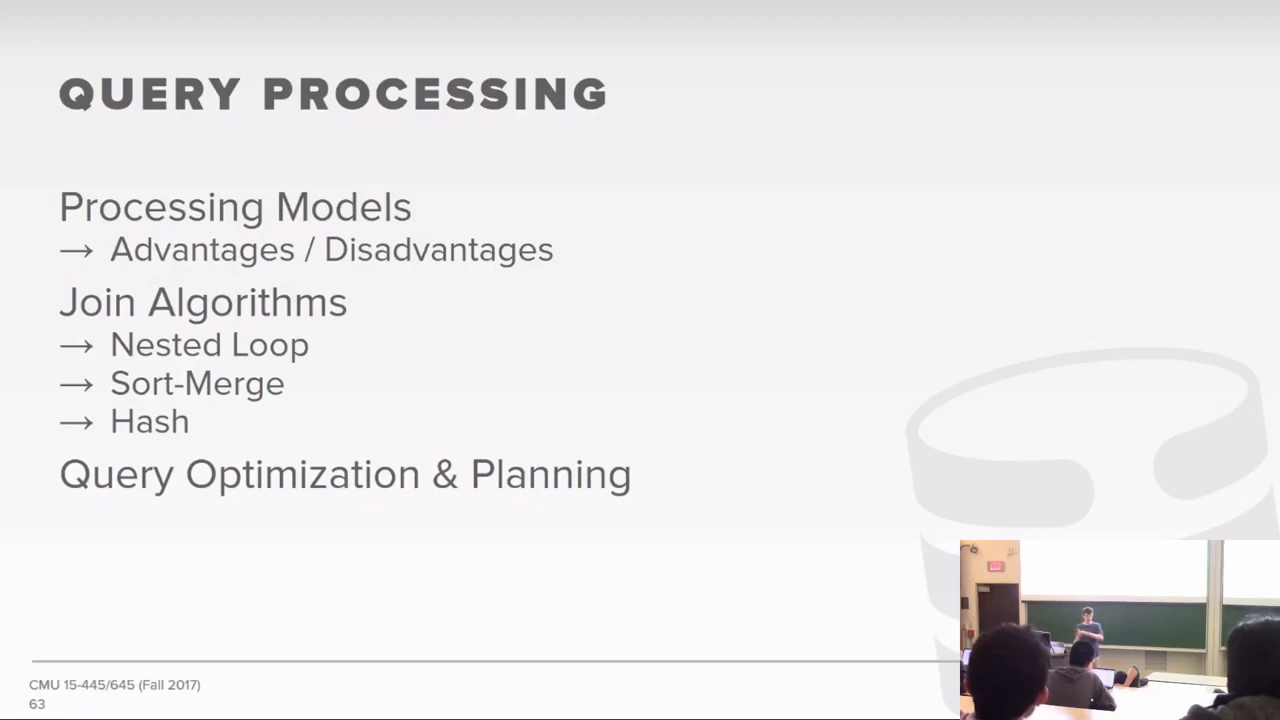 QUERY PROCESSING
Processing Models
→ Advantages / Disadvantages
Join Algorithms
→ Nested Loop
→ Sort-Merge
→ Hash
Query Optimization & Planning
CMU 15-445/645 (Fall 2017)
63